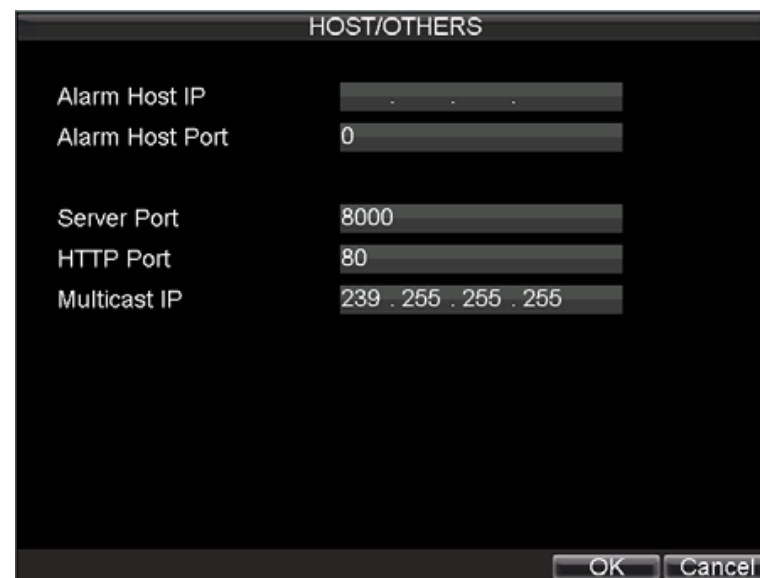 HOST/OTHERS
Alarm Host IP . . .
Alarm Host Port 0
Server Port 8000
HTTP Port 80
Multicast IP 239 . 255 . 255 . 255
OK Cancel